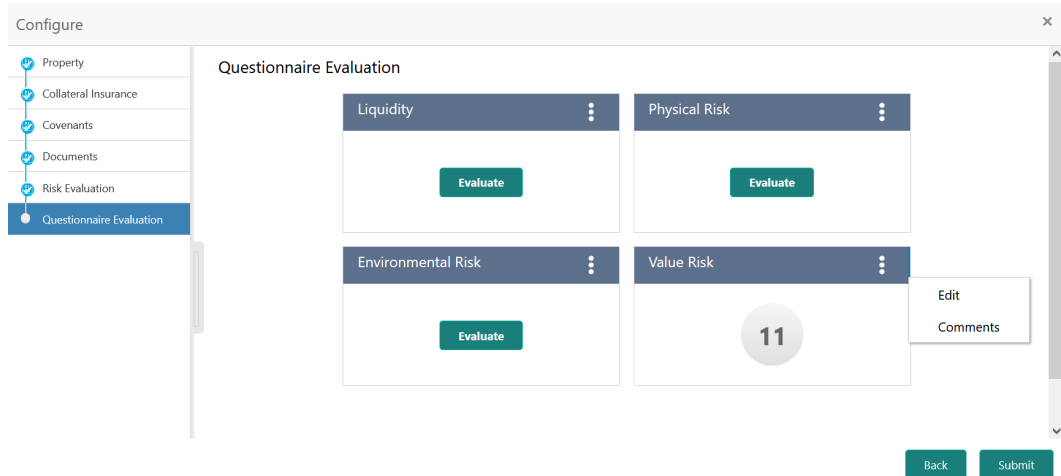 Configure
×
Property
Collateral Insurance
Covenants
Documents
Risk Evaluation
Questionnaire Evaluation
Questionnaire Evaluation
Liquidity
Evaluate
Physical Risk
Evaluate
Environmental Risk
Evaluate
Value Risk
11
Edit
Comments
Back
Submit